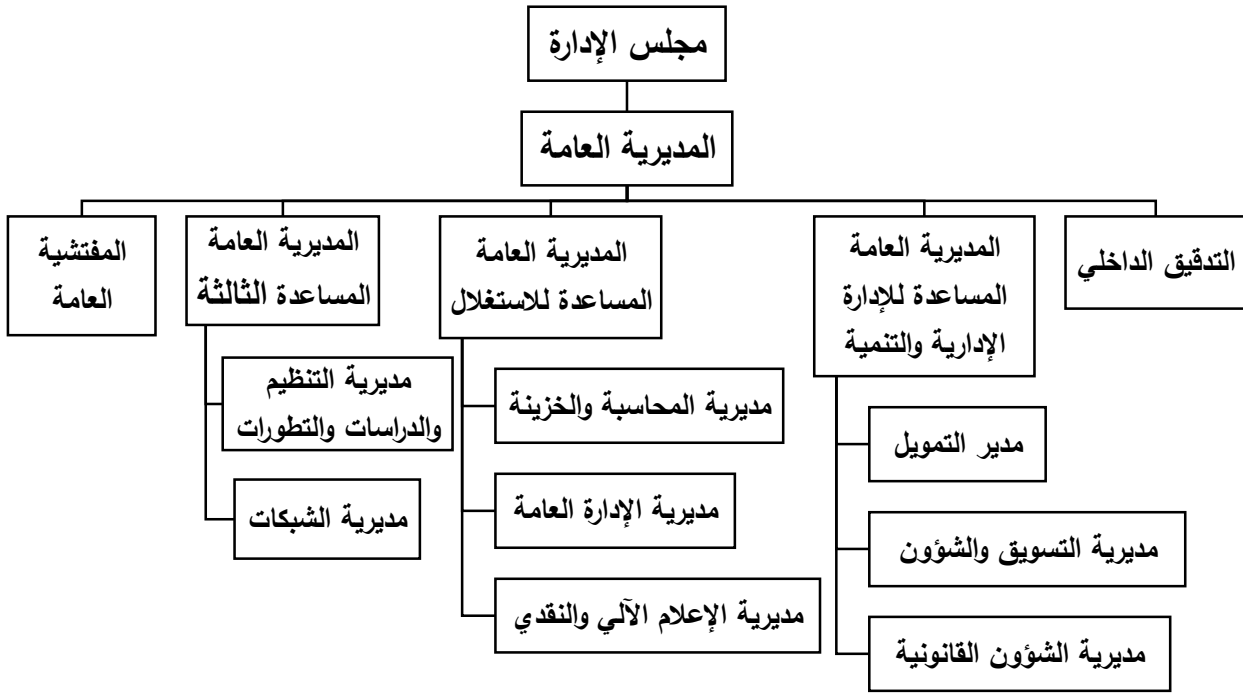 مجلس الإدارة
المديرية العامة
التدقيق الداخلي
المديرية العامة
المساعدة للإدارة
الإدارية والتنمية
المديرية العامة
المساعدة للاستغلال
المديرية العامة
المساعدة الثالثة
المفتشية
العامة
مدير التمويل
مديرية التسويق والشؤون
مديرية الشؤون القانونية
مديرية المحاسبة والخزينة
مديرية الإدارة العامة
مديرية الإعلام الآلي والنقدي
مديرية التنظيم
والدراسات والتطورات
مديرية الشبكات